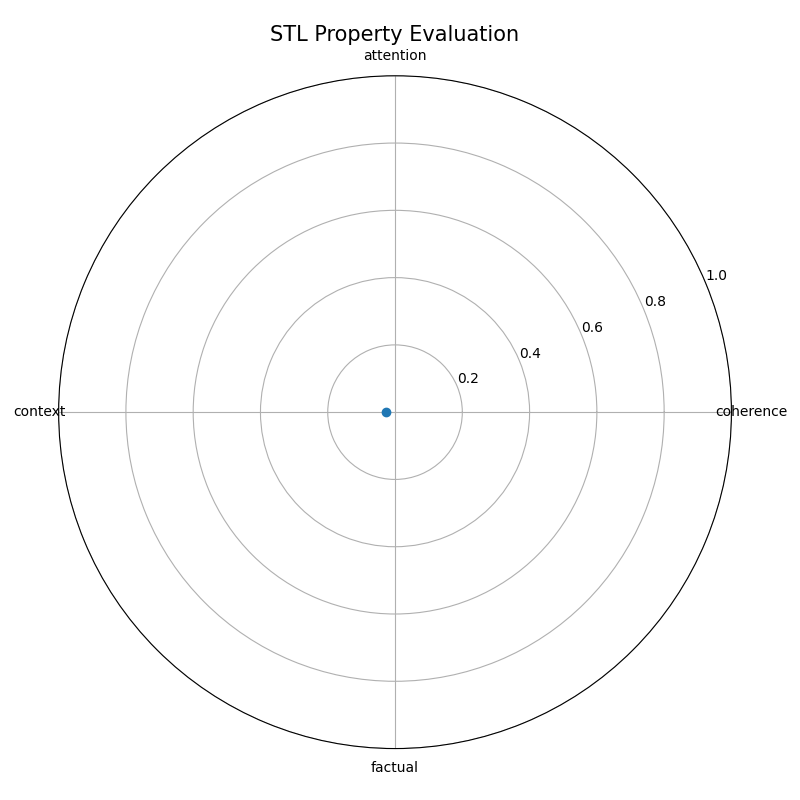 STL Property Evaluation
attention
1.0
0.8
0.6
0.4
0.2
context
coherence
factual